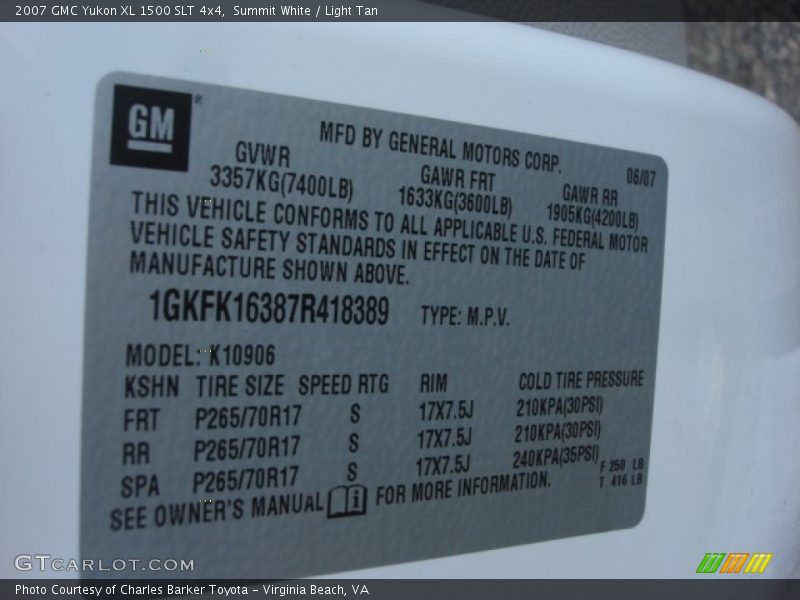 2007 GMC Yukon XL 1500 SLT 4x4, Summit White / Light Tan
GM®
MFD BY GENERAL MOTORS CORP.
06/07
GVWR GAWR FRT GAWR RR
3357KG(7400LB) 1633KG(3600LB) 1905KG(4200LB)
THIS VEHICLE CONFORMS TO ALL APPLICABLE U.S. FEDERAL MOTOR
VEHICLE SAFETY STANDARDS IN EFFECT ON THE DATE OF
MANUFACTURE SHOWN ABOVE.
1GKFK16387R418389 TYPE: M.P.V.
MODEL: K10906
KSHN TIRE SIZE SPEED RTG RIM COLD TIRE PRESSURE
FRT P265/70R17 S 17X7.5J 210KPA(30PSI)
RR P265/70R17 S 17X7.5J 210KPA(30PSI)
SPA P265/70R17 S 17X7.5J 240KPA(35PSI)
F 250 LB
T 416 LB
SEE OWNER'S MANUAL i FOR MORE INFORMATION.
GTCARLOT.COM
Photo Courtesy of Charles Barker Toyota - Virginia Beach, VA